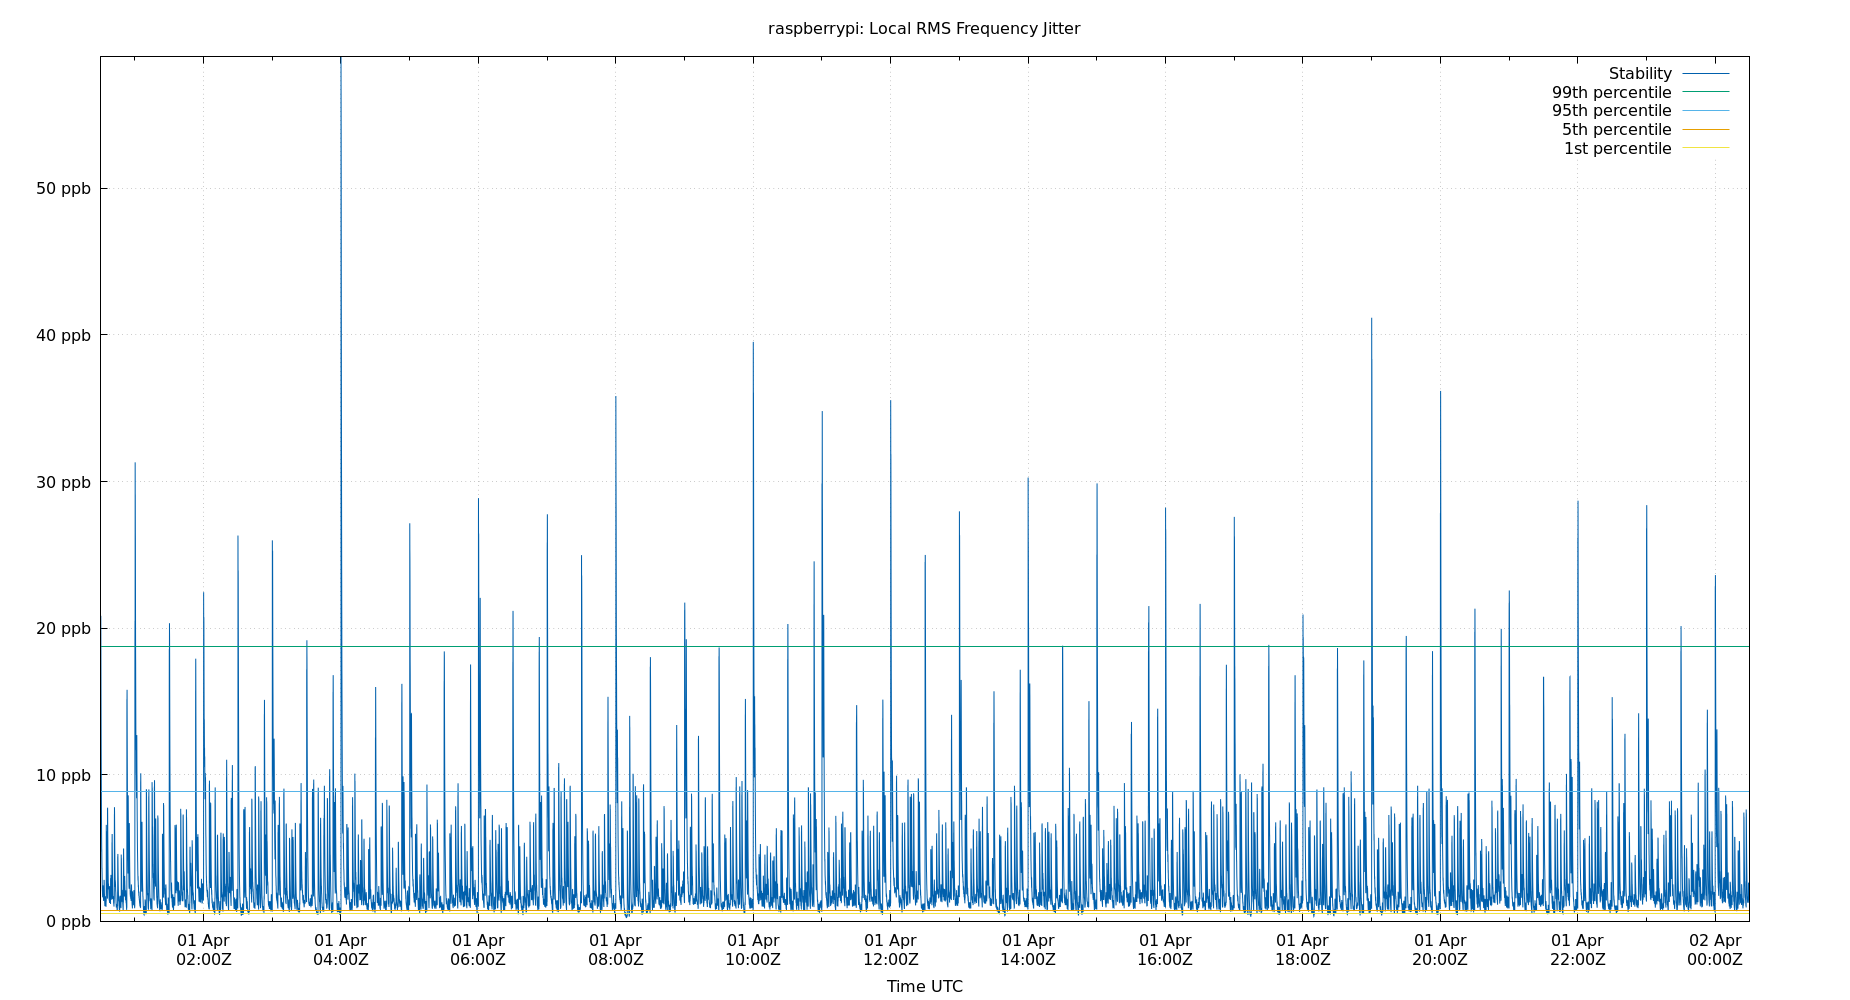 raspberrypi: Local RMS Frequency Jitter
Stability
99th percentile
95th percentile
5th percentile
1st percentile
50 ppb
40 ppb
30 ppb
20 ppb
10 ppb
0 ppb
01 Apr 01 Apr 01 Apr 01 Apr 01 Apr 01 Apr 01 Apr 01 Apr 01 Apr 01 Apr 01 Apr 02 Apr
02:00Z 04:00Z 06:00Z 08:00Z 10:00Z 12:00Z 14:00Z 16:00Z 18:00Z 20:00Z 22:00Z 00:00Z
Time UTC